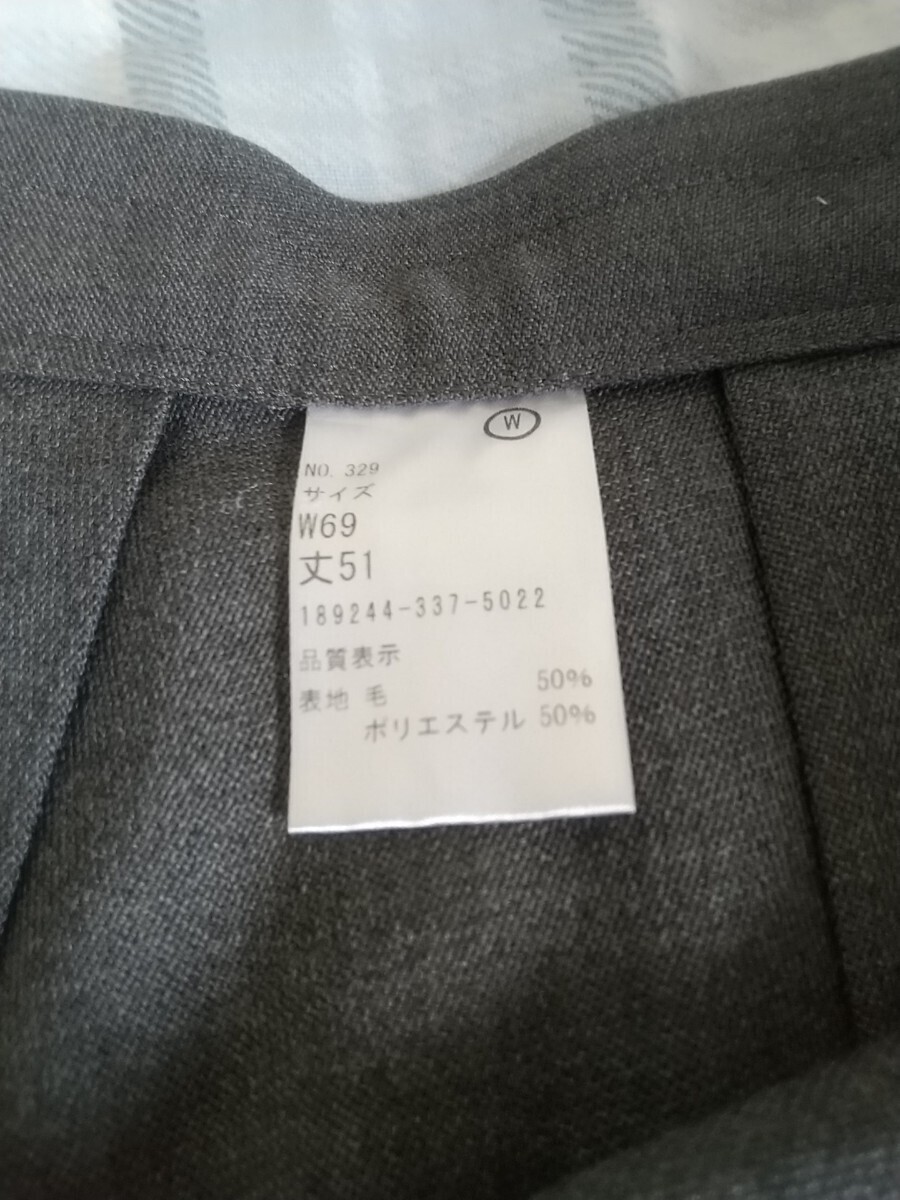 W
NO. 329
サイズ
W69
丈51
189244-337-5022
品質表示
表地 毛 50%
ポリエステル 50%